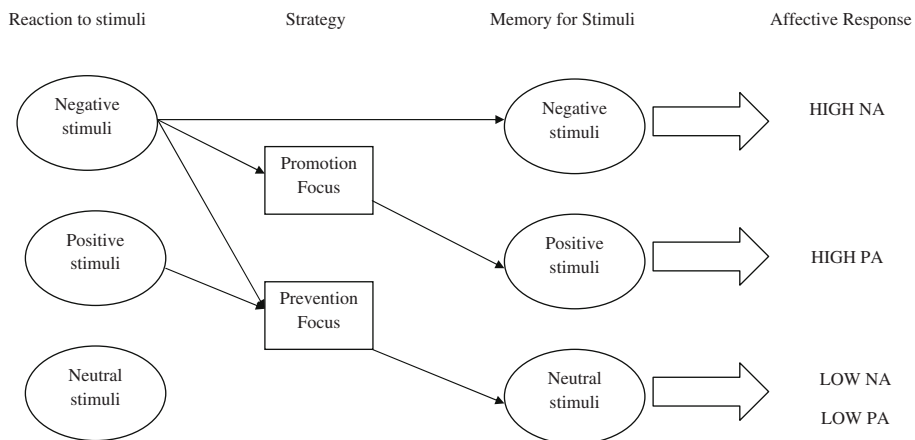 Reaction to stimuli
Strategy
Memory for Stimuli
Affective Response
Negative
stimuli
Negative
stimuli
HIGH NA
Promotion
Focus
Positive
stimuli
Positive
stimuli
HIGH PA
Prevention
Focus
Neutral
stimuli
Neutral
stimuli
LOW NA
LOW PA